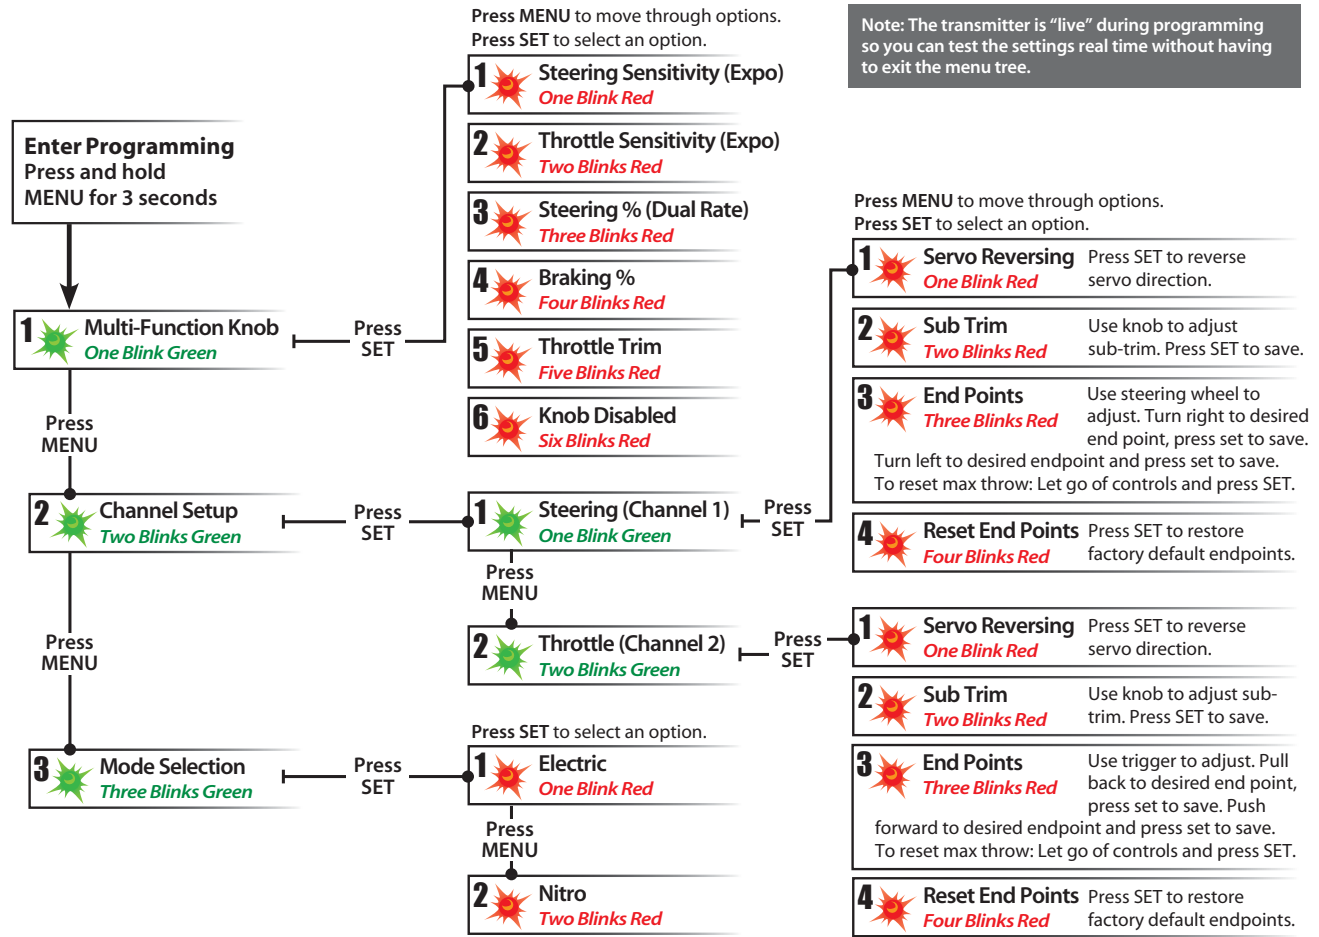 Press MENU to move through options.
Press SET to select an option.
Note: The transmitter is “live” during programming
so you can test the settings real time without having
to exit the menu tree.
Enter Programming
Press and hold
MENU for 3 seconds
1 Multi-Function Knob
One Blink Green
Press
SET
1 Steering Sensitivity (Expo)
One Blink Red
2 Throttle Sensitivity (Expo)
Two Blinks Red
3 Steering % (Dual Rate)
Three Blinks Red
4 Braking %
Four Blinks Red
5 Throttle Trim
Five Blinks Red
6 Knob Disabled
Six Blinks Red
Press
MENU
2 Channel Setup
Two Blinks Green
Press
SET
1 Steering (Channel 1)
One Blink Green
Press
SET
Press MENU to move through options.
Press SET to select an option.
1 Servo Reversing Press SET to reverse
One Blink Red servo direction.
2 Sub Trim Use knob to adjust
Two Blinks Red sub-trim. Press SET to save.
3 End Points Use steering wheel to
Three Blinks Red adjust. Turn right to desired
end point, press set to save.
Turn left to desired endpoint and press set to save.
To reset max throw: Let go of controls and press SET.
4 Reset End Points Press SET to restore
Four Blinks Red factory default endpoints.
Press
MENU
2 Throttle (Channel 2)
Two Blinks Green
Press
SET
1 Servo Reversing Press SET to reverse
One Blink Red servo direction.
2 Sub Trim Use knob to adjust sub-
Two Blinks Red trim. Press SET to save.
3 End Points Use trigger to adjust. Pull
Three Blinks Red back to desired end point,
press set to save. Push
forward to desired endpoint and press set to save.
To reset max throw: Let go of controls and press SET.
4 Reset End Points Press SET to restore
Four Blinks Red factory default endpoints.
Press
MENU
3 Mode Selection
Three Blinks Green
Press
SET
Press SET to select an option.
1 Electric
One Blink Red
Press
MENU
2 Nitro
Two Blinks Red